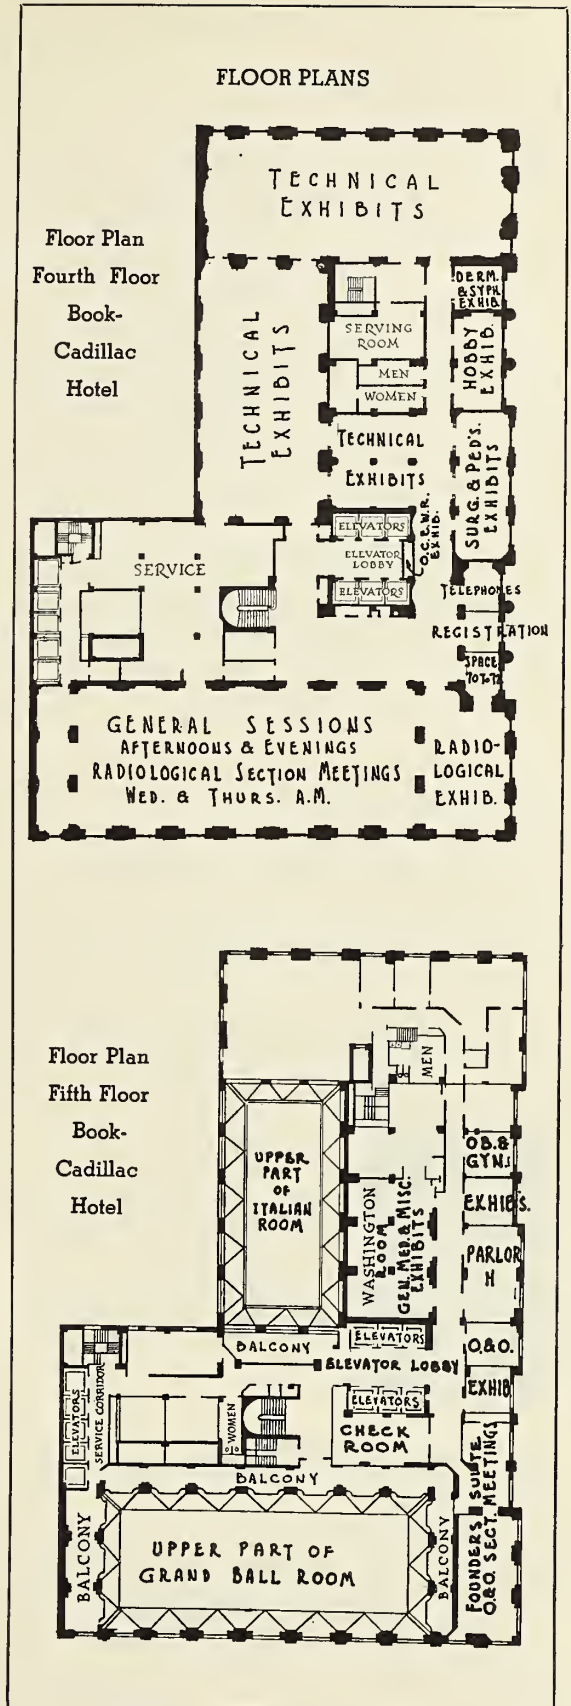 FLOOR PLANS
Floor Plan
Fourth Floor
Book-
Cadillac
Hotel
TECHNICAL
EXHIBITS
TECHNICAL
EXHIBITS
SERVING
ROOM
MEN
WOMEN
DERM.
& SYPH.
EXHIB.
HOBBY
EXHIB.
TECHNICAL
EXHIBITS
SURG. & PED'S.
EXHIBITS
ELEVATORS
ELEVATOR
LOBBY
ELEVATORS
O.C.E.W.R.
EXHIB.
SERVICE
TELEPHONES
REGISTRATION
SPACE
70 TO 72
GENERAL SESSIONS
AFTERNOONS & EVENINGS
RADIOLOGICAL SECTION MEETINGS
WED. & THURS. A.M.
RADIO-
LOGICAL
EXHIB.
Floor Plan
Fifth Floor
Book-
Cadillac
Hotel
MEN
UPPER
PART
OF
ITALIAN
ROOM
WASHINGTON
ROOM
GEN. MED. & MISC.
EXHIBITS
OB. &
GYN.
EXHIB'S.
PARLOR
H
BALCONY
ELEVATORS
ELEVATOR LOBBY
O.&O.
EXHIB.
ELEVATORS
SERVICE CORRIDOR
WOMEN
ELEVATORS
CHECK
ROOM
BALCONY
BALCONY
UPPER PART OF
GRAND BALL ROOM
BALCONY
FOUNDERS SUITE
O.&O. SECT. MEETINGS